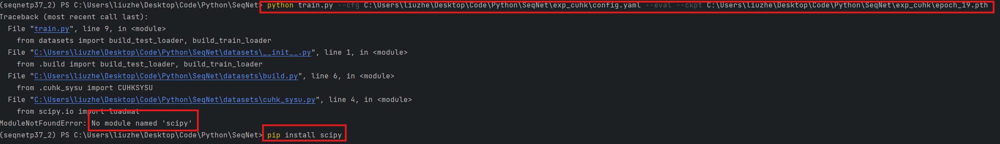 (seqnetp37_2) PS C:\Users\liuzhe\Desktop\Code\Python\SeqNet> python train.py --cfg C:\Users\liuzhe\Desktop\Code\Python\SeqNet\exp_cuhk\config.yaml --eval --ckpt C:\Users\liuzhe\Desktop\Code\Python\SeqNet\exp_cuhk\epoch_19.pth
Traceback (most recent call last):
  File "train.py", line 9, in <module>
    from datasets import build_test_loader, build_train_loader
  File "C:\Users\liuzhe\Desktop\Code\Python\SeqNet\datasets\__init__.py", line 1, in <module>
    from .build import build_test_loader, build_train_loader
  File "C:\Users\liuzhe\Desktop\Code\Python\SeqNet\datasets\build.py", line 6, in <module>
    from .cuhk_sysu import CUHKSYSU
  File "C:\Users\liuzhe\Desktop\Code\Python\SeqNet\datasets\cuhk_sysu.py", line 4, in <module>
    from scipy.io import loadmat
ModuleNotFoundError: No module named 'scipy'
(seqnetp37_2) PS C:\Users\liuzhe\Desktop\Code\Python\SeqNet> pip install scipy